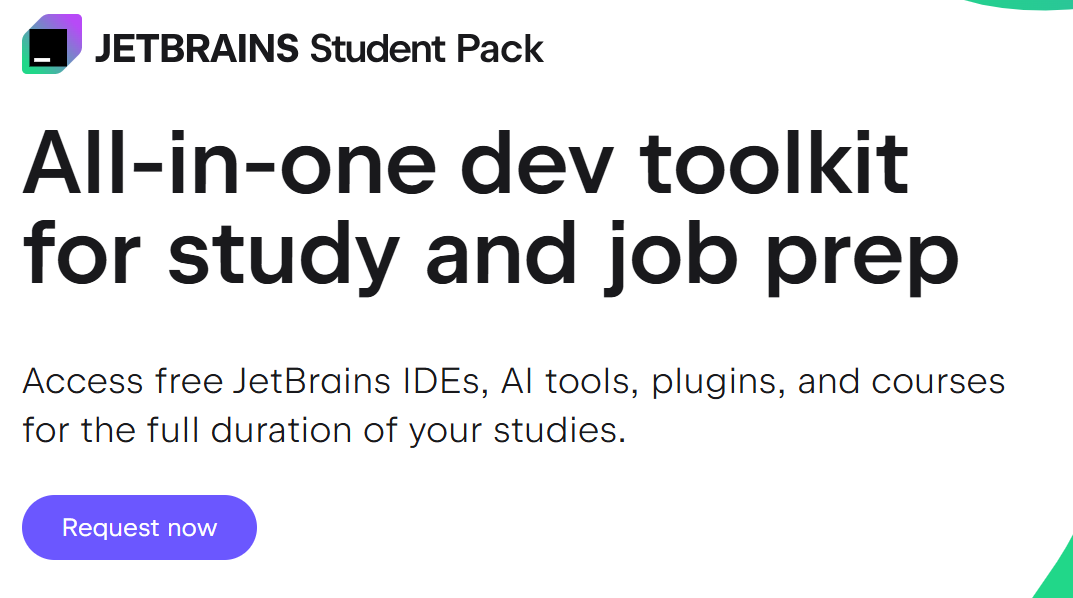 JETBRAINS Student Pack
All-in-one dev toolkit
for study and job prep
Access free JetBrains IDEs, AI tools, plugins, and courses
for the full duration of your studies.
Request now